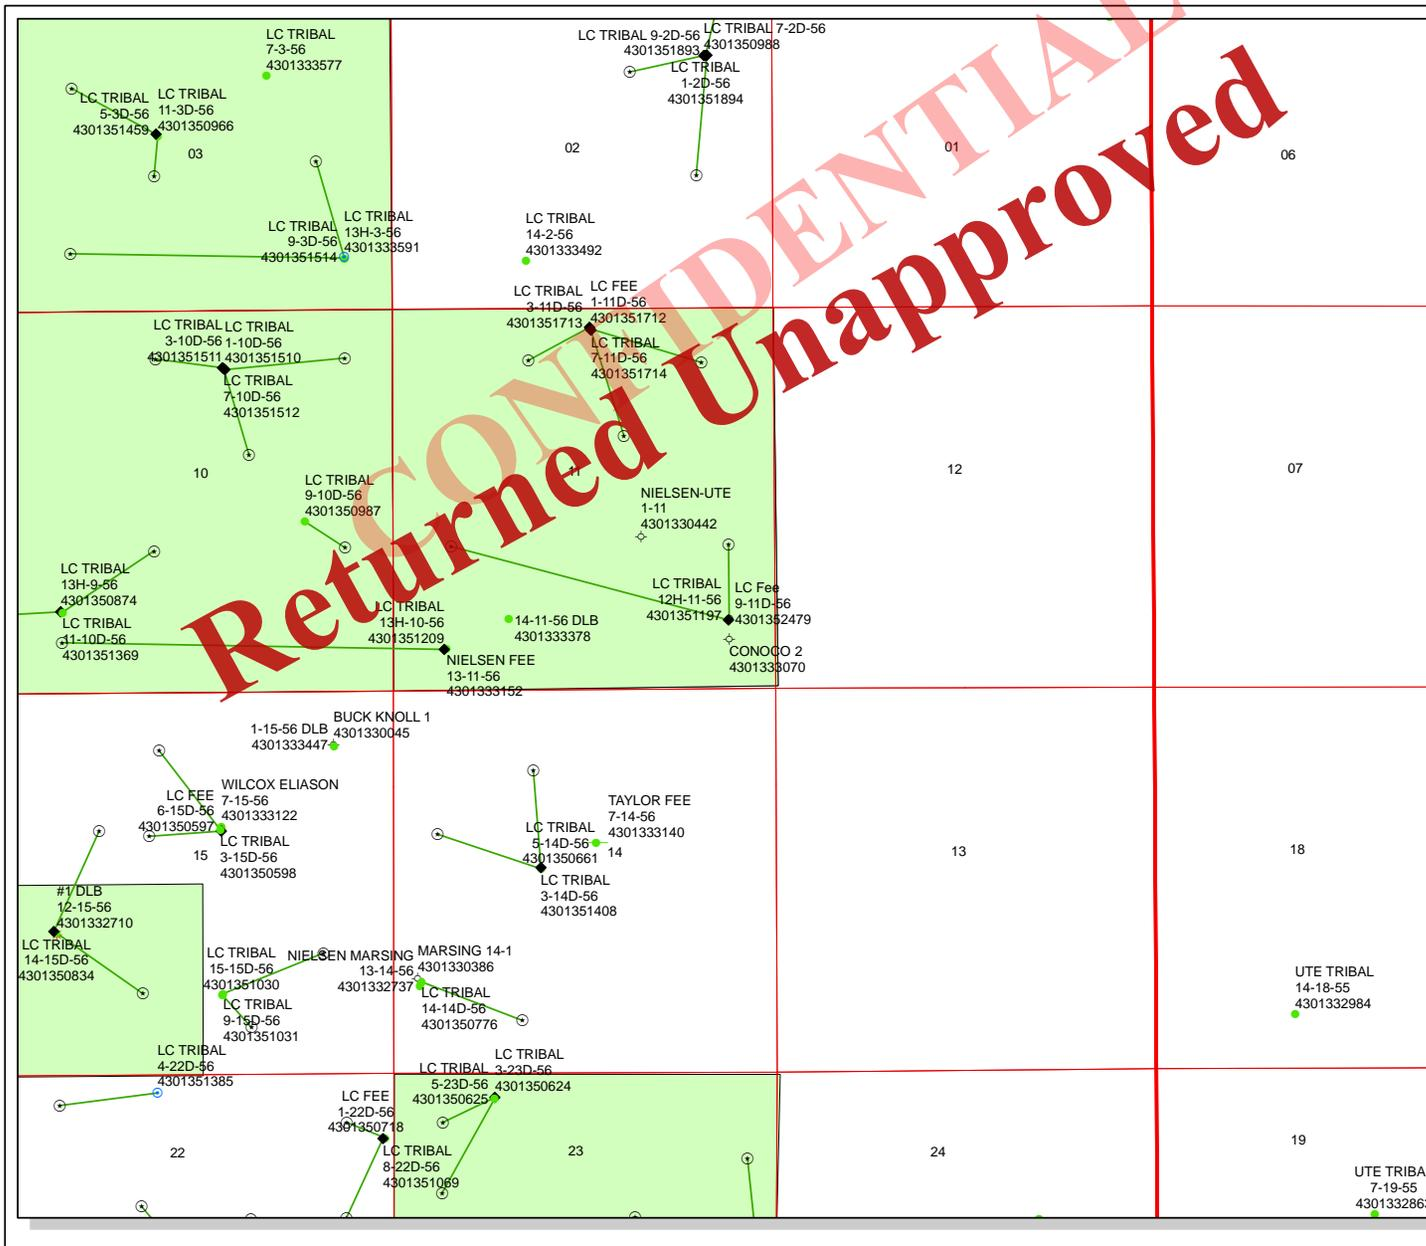 LC TRIBAL
7-3-56
4301333577
LC TRIBAL
5-3D-56
4301351459
LC TRIBAL
11-3D-56
4301350966
03
LC TRIBAL
9-3D-56
4301351514
LC TRIBAL
13H-3-56
4301333591
LC TRIBAL 9-2D-56
4301351893
LC TRIBAL 7-2D-56
4301350988
LC TRIBAL
1-2D-56
4301351894
02
LC TRIBAL
14-2-56
4301333492
01
06
CONFIDENTIAL
Returned Unapproved
LC TRIBAL
3-10D-56
4301351511
LC TRIBAL
1-10D-56
4301351510
LC TRIBAL
7-10D-56
4301351512
10
LC TRIBAL
9-10D-56
4301350987
LC TRIBAL
13H-9-56
4301350874
LC TRIBAL
11-10D-56
4301351369
LC TRIBAL
3-11D-56
4301351713
LC FEE
1-11D-56
4301351712
LC TRIBAL
7-11D-56
4301351714
11
NIELSEN-UTE
1-11
4301330442
LC TRIBAL
13H-10-56
4301351209
NIELSEN FEE
13-11-56
4301333152
14-11-56 DLB
4301333378
LC TRIBAL
12H-11-56
4301351197
LC Fee
9-11D-56
4301352479
CONOCO 2
4301333070
12
07
1-15-56 DLB
4301333447
BUCK KNOLL 1
4301330045
LC FEE
6-15D-56
4301350597
WILCOX ELIASON
7-15-56
4301333122
LC TRIBAL
3-15D-56
4301350598
15
#1 DLB
12-15-56
4301332710
LC TRIBAL
14-15D-56
4301350834
LC TRIBAL
15-15D-56
4301351030
LC TRIBAL
9-15D-56
4301351031
TAYLOR FEE
7-14-56
4301333140
LC TRIBAL
5-14D-56
4301350661
14
LC TRIBAL
3-14D-56
4301351408
NIELSEN MARSING
13-14-56
4301332737
MARSING 14-1
4301330386
LC TRIBAL
14-14D-56
4301350776
13
18
UTE TRIBAL
14-18-55
4301332984
LC TRIBAL
4-22D-56
4301351385
LC FEE
1-22D-56
4301350718
LC TRIBAL
8-22D-56
4301351069
22
LC TRIBAL
5-23D-56
4301350625
LC TRIBAL
3-23D-56
4301350624
23
24
19
UTE TRIBA
7-19-55
430133286